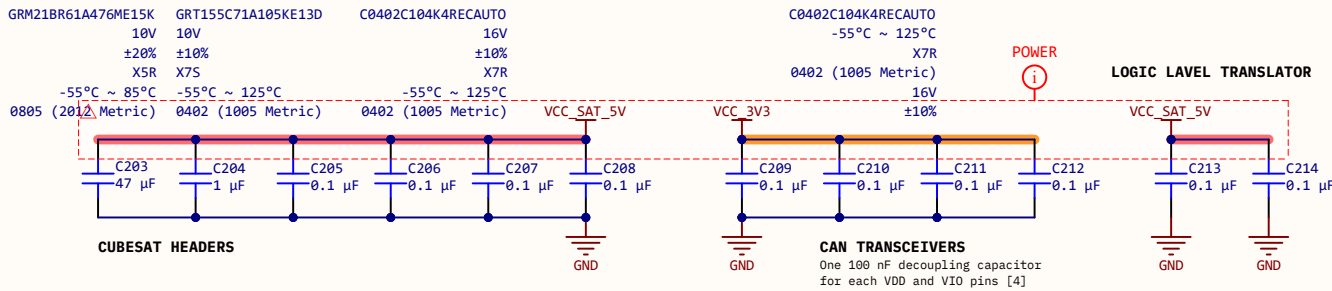 GRM21BR61A476ME15K GRT155C71A105KE13D C0402C104K4RECAUTO C0402C104K4RECAUTO
10V 10V 16V -55°C ~ 125°C
±20% ±10% ±10% X7R POWER
X5R X7S X7R 0402 (1005 Metric) i LOGIC LAVEL TRANSLATOR
-55°C ~ 85°C -55°C ~ 125°C -55°C ~ 125°C 16V
0805 (2012 Metric) 0402 (1005 Metric) 0402 (1005 Metric) VCC_SAT_5V VCC_3V3 ±10% VCC_SAT_5V
C203 C204 C205 C206 C207 C208 C209 C210 C211 C212 C213 C214
47 µF 1 µF 0.1 µF 0.1 µF 0.1 µF 0.1 µF 0.1 µF 0.1 µF 0.1 µF 0.1 µF 0.1 µF 0.1 µF
CUBESAT HEADERS CAN TRANSCEIVERS
GND GND One 100 nF decoupling capacitor GND GND
for each VDD and VIO pins [4]